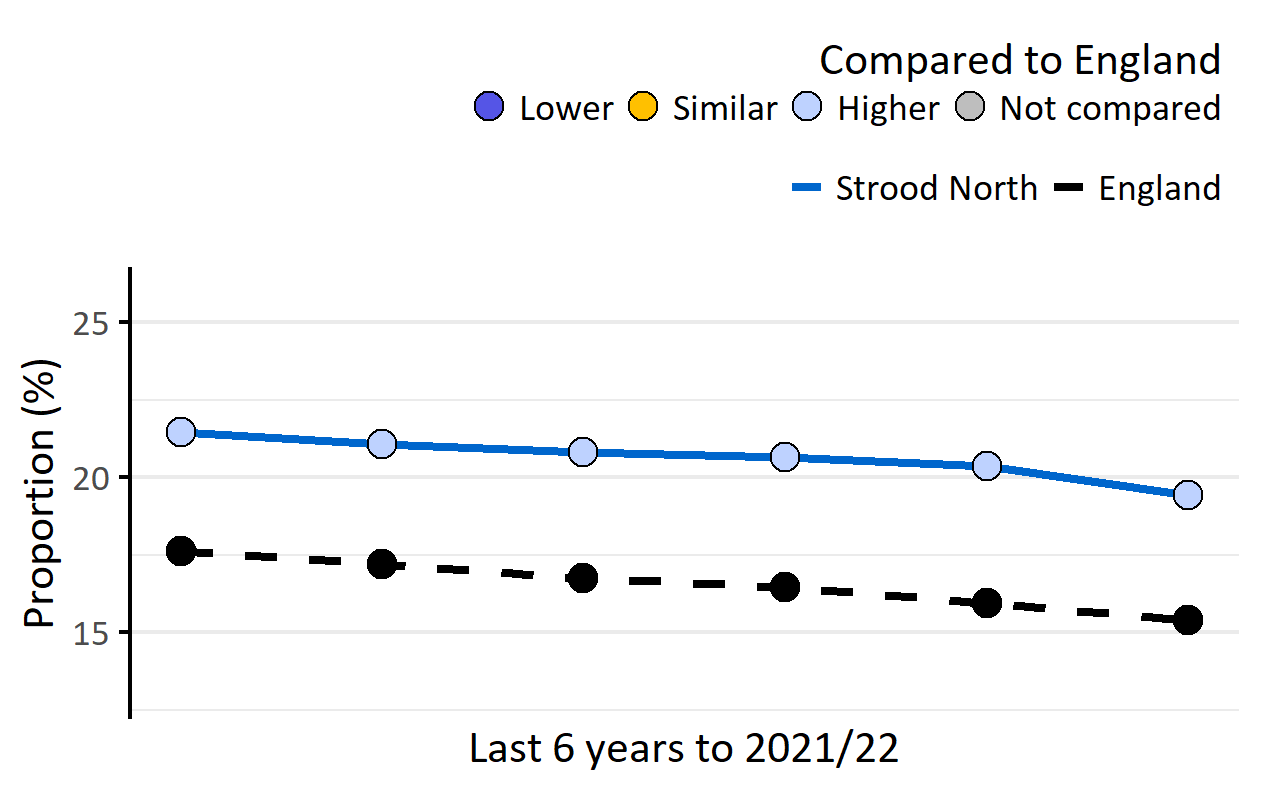 Compared to England
Lower Similar Higher Not compared
Strood North England
25
20
15
Proportion (%)
Last 6 years to 2021/22